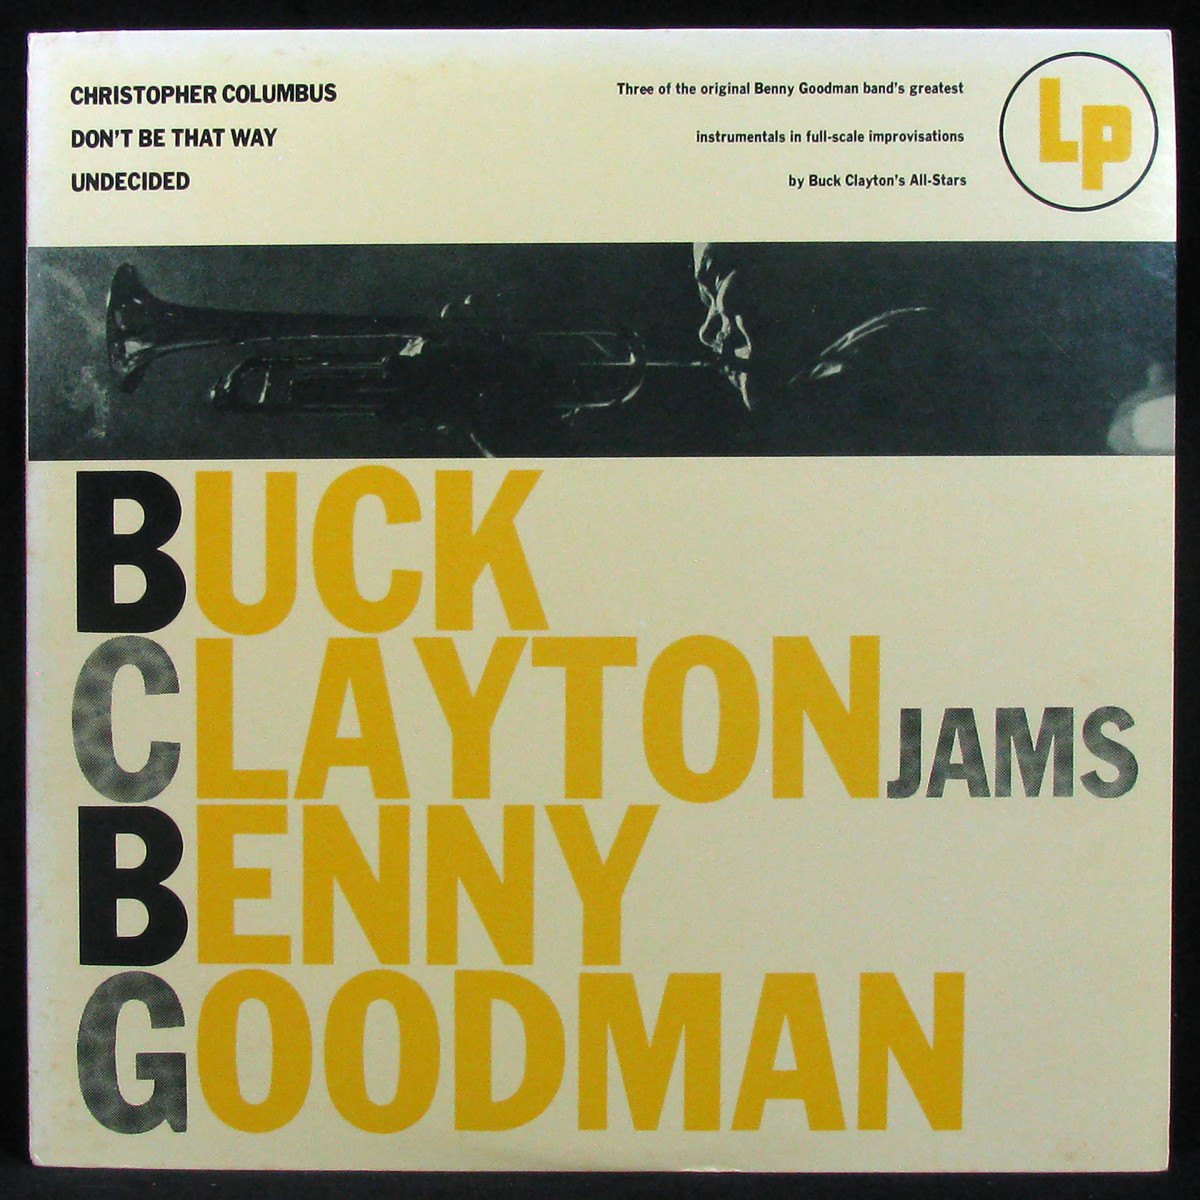 CHRISTOPHER COLUMBUS
DON'T BE THAT WAY
UNDECIDED
Three of the original Benny Goodman band's greatest
instrumentals in full-scale improvisations
by Buck Clayton's All-Stars
Lp
BUCK
CLAYTON JAMS
BENNY
GOODMAN